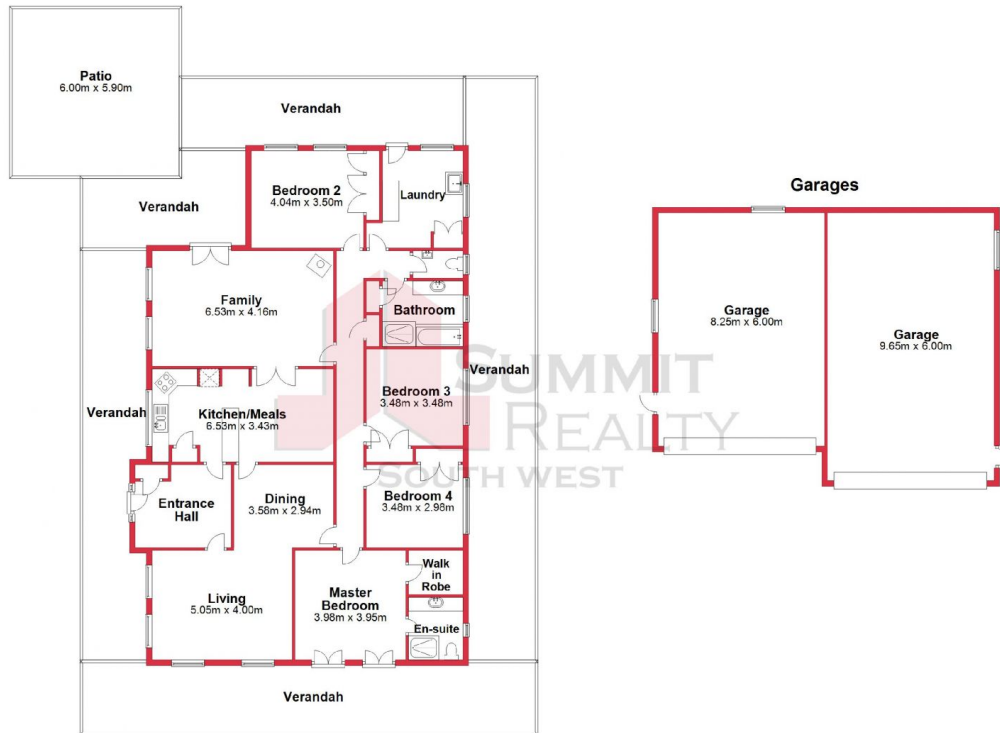 Patio
6.00m x 5.90m
Verandah
Bedroom 2
4.04m x 3.50m
Laundry
Verandah
Garages
Family
6.53m x 4.16m
Bathroom
Garage
8.25m x 6.00m
Garage
9.65m x 6.00m
Verandah
Bedroom 3
3.48m x 3.48m
Verandah
Kitchen/Meals
6.53m x 3.43m
SUMMIT
REALTY
SOUTH WEST
Entrance
Hall
Dining
3.58m x 2.94m
Bedroom 4
3.48m x 2.98m
Walk
in
Robe
Living
5.05m x 4.00m
Master
Bedroom
3.98m x 3.95m
En-suite
Verandah